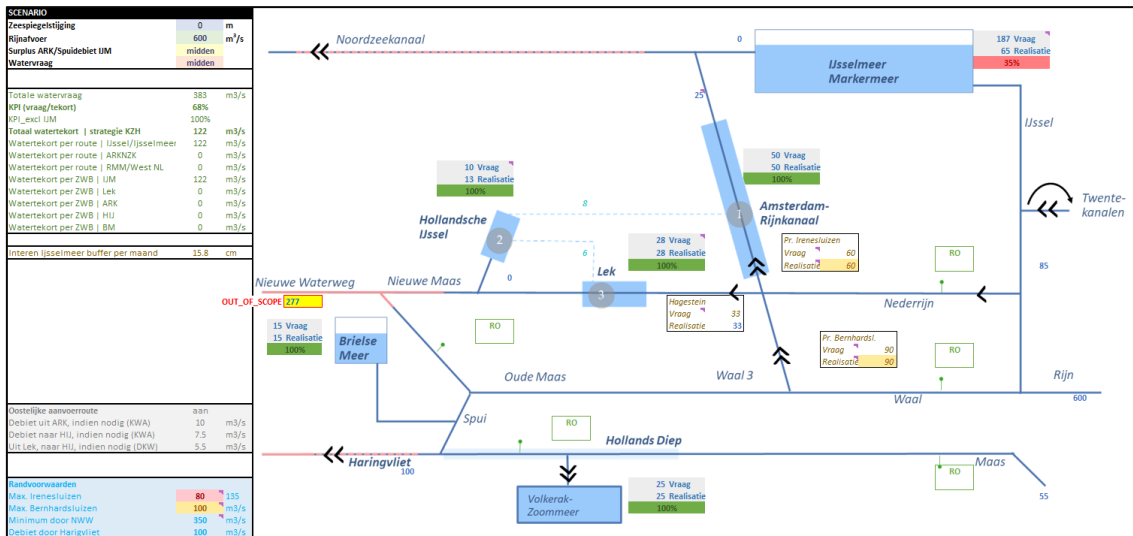 SCENARIO
Zeespiegelstijging 0 m
Rijnafvoer 600 m³/s
Surplus ARK/Spuidebiet IJM midden
Watervraag midden
Totale watervraag 383 m3/s
KPI (vraag/tekort) 68%
KPI_excl IJM 100%
Totaal watertekort | strategie KZH 122 m3/s
Watertekort per route | IJssel/Ijsselmeer 122 m3/s
Watertekort per route | ARKNZK 0 m3/s
Watertekort per route | RMM/West NL 0 m3/s
Watertekort per ZWB | IJM 122 m3/s
Watertekort per ZWB | Lek 0 m3/s
Watertekort per ZWB | ARK 0 m3/s
Watertekort per ZWB | HIJ 0 m3/s
Watertekort per ZWB | BM 0 m3/s
Interen Ijsselmeer buffer per maand 15.8 cm
Oostelijke aanvoerroute aan
Debiet uit ARK, indien nodig (KWA) 10 m3/s
Debiet naar HIJ, indien nodig (KWA) 7.5 m3/s
Uit Lek, naar HIJ, indien nodig (DKW) 5.5 m3/s
Randvoorwaarden
Max. Irenesluizen 80 135
Max. Bernhardsluizen 100 m3/s
Minimum door NWW 350 m3/s
Debiet door Harigvliet 100 m3/s
Noordzeekanaal
0
IJsselmeer
Markermeer
187 Vraag
65 Realisatie
35%
25
IJssel
50 Vraag
50 Realisatie
100%
10 Vraag
13 Realisatie
100%
Hollandsche
IJssel
2
8
6
1
Amsterdam-
Rijnkanaal
Twente-
kanalen
28 Vraag
28 Realisatie
100%
Lek
3
0
Pr. Irenesluizen
Vraag 60
Realisatie 60
RO
85
Nieuwe Waterweg
Nieuwe Maas
OUT_OF_SCOPE 277
Hagestein
Vraag 33
Realisatie 33
Nederrijn
15 Vraag
15 Realisatie
100%
Brielse
Meer
RO
Pr. Bernhardsl.
Vraag 90
Realisatie 90
RO
Oude Maas
Waal 3
Waal
Rijn
600
Spui
RO
Hollands Diep
Haringvliet
100
Maas
RO
55
Volkerak-
Zoommeer
25 Vraag
25 Realisatie
100%